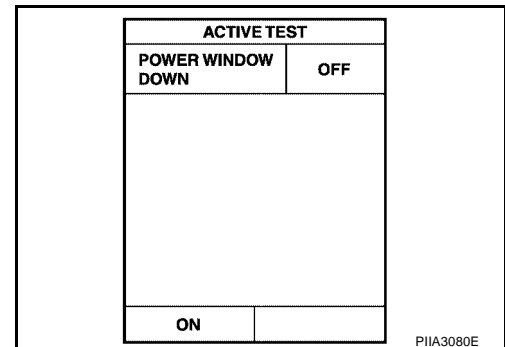 ACTIVE TEST
POWER WINDOW
DOWN
OFF
ON
PIIA3080E